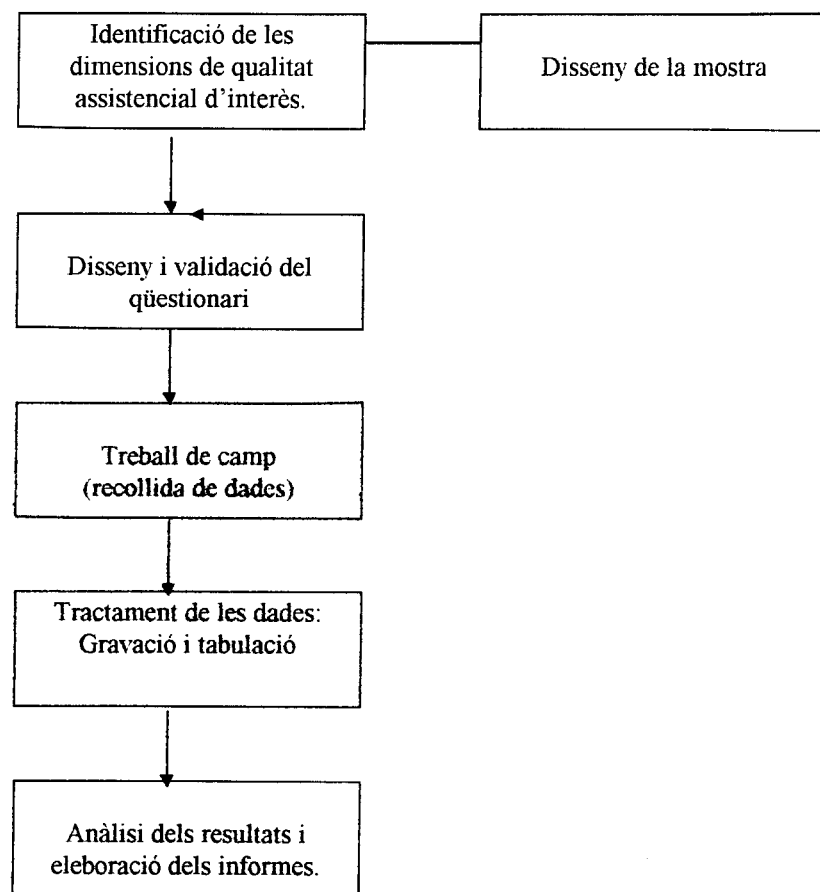 Identificació de les
dimensions de qualitat
assistencial d'interès.
Disseny de la mostra
Disseny i validació del
qüestionari
Treball de camp
(recollida de dades)
Tractament de les dades:
Gravació i tabulació
Anàlisi dels resultats i
eleboració dels informes.